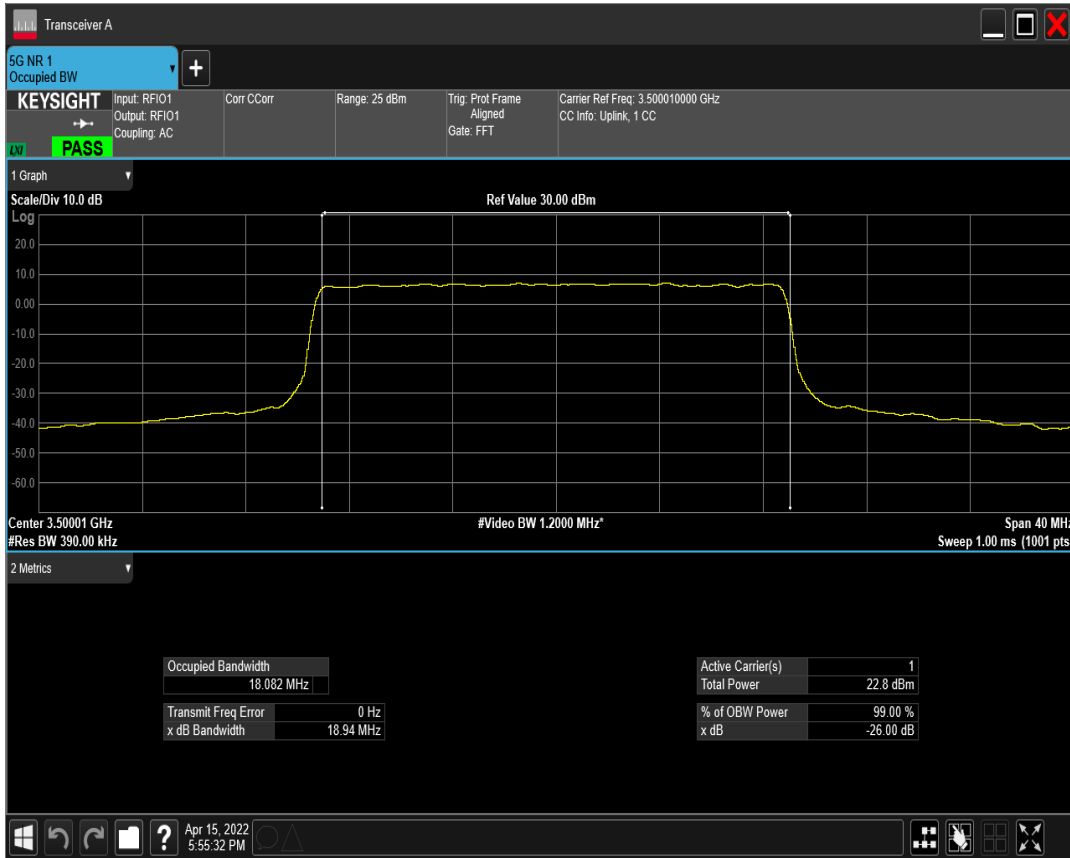 Transceiver A
5G NR 1
Occupied BW
+
KEYSIGHT
Input: RFIO1
Output: RFIO1
Coupling: AC
Corr CCorr
Range: 25 dBm
Trig: Prot Frame
Aligned
Gate: FFT
Carrier Ref Freq: 3.500010000 GHz
CC Info: Uplink, 1 CC
LXI
PASS
1 Graph
Scale/Div 10.0 dB
Ref Value 30.00 dBm
Log
20.0
10.0
0.00
-10.0
-20.0
-30.0
-40.0
-50.0
-60.0
Center 3.50001 GHz
#Video BW 1.2000 MHz*
Span 40 MHz
#Res BW 390.00 kHz
Sweep 1.00 ms (1001 pts
2 Metrics
Occupied Bandwidth
18.082 MHz
Transmit Freq Error 0 Hz
x dB Bandwidth 18.94 MHz
Active Carrier(s) 1
Total Power 22.8 dBm
% of OBW Power 99.00 %
x dB -26.00 dB
?
Apr 15, 2022
5:55:32 PM